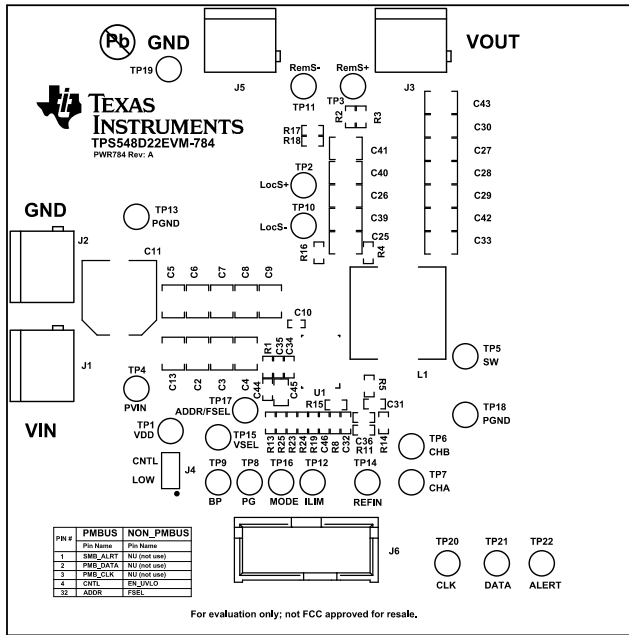 Pb GND
TP19
J5
VOUT
J3
RemS- RemS+
TP11 TP3
R2 R3
TEXAS
INSTRUMENTS
TPS548D22EVM-784
PWR784 Rev: A
R17
R18
C43
C30
C41 C27
TP2
C40 C28
LocS+
C26 C29
TP10
C39 C42
LocS-
C25 C33
R16 R4
GND
TP13
PGND
J2
C11
C5 C6 C7 C8 C9
C10
J1
VIN
TP4
PVIN
C13 C2 C3 C4
R1 C35 C34
C44 C45
U1
L1
TP5
SW
R5
TP17
ADDR/FSEL
R15
C31
TP18
PGND
TP1
VDD
TP15
VSEL
R13 R25 R23 R24 R19 C46 R8 C32
C36
R11
R14
TP6
CHB
CNTL
LOW
J4
TP9 TP8 TP16 TP12 TP14
BP PG MODE ILIM REFIN
TP7
CHA
PIN # PMBUS NON_PMBUS
Pin Name Pin Name
1 SMB_ALRT NU (not use)
2 PMB_DATA NU (not use)
3 PMB_CLK NU (not use)
4 CNTL EN_UVLO
32 ADDR FSEL
J6
TP20 TP21 TP22
CLK DATA ALERT
For evaluation only; not FCC approved for resale.